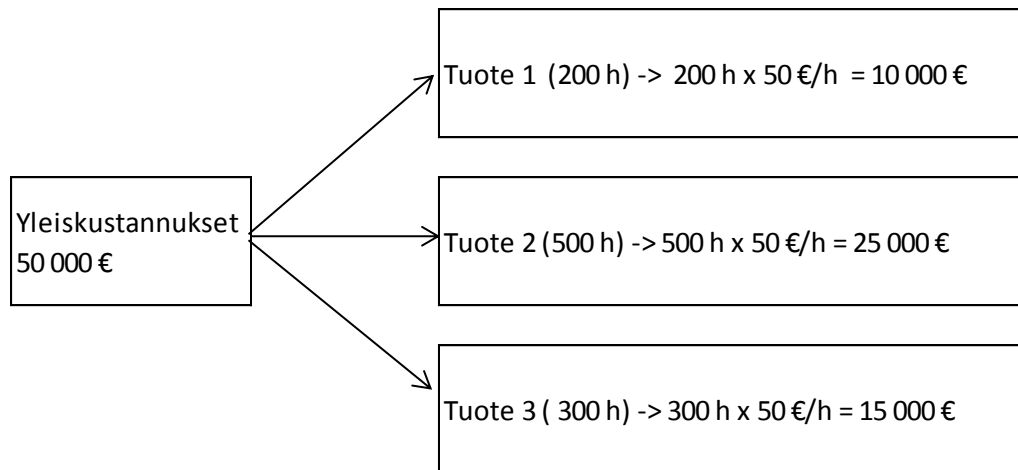 Tuote 1 (200 h) -> 200 h x 50 €/h = 10 000 €
Yleiskustannukset
50 000 €
Tuote 2 (500 h) -> 500 h x 50 €/h = 25 000 €
Tuote 3 ( 300 h) -> 300 h x 50 €/h = 15 000 €